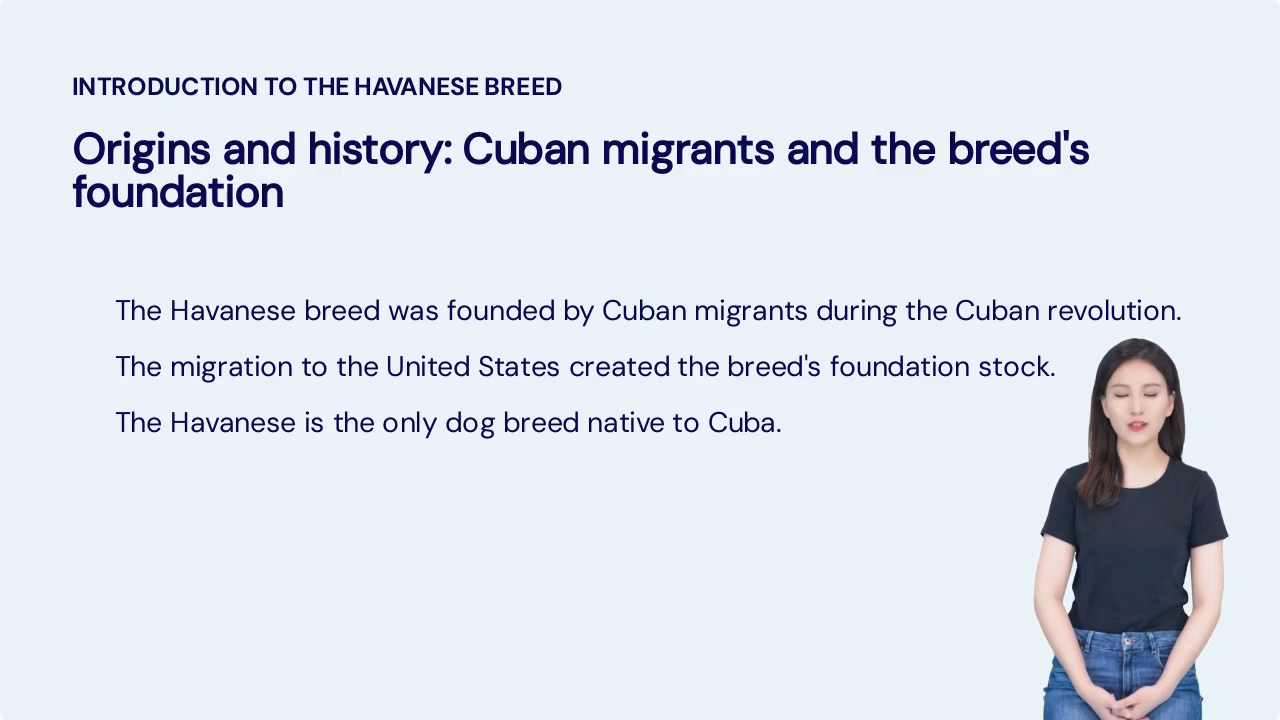 INTRODUCTION TO THE HAVANESE BREED
Origins and history: Cuban migrants and the breed's
foundation
The Havanese breed was founded by Cuban migrants during the Cuban revolution.
The migration to the United States created the breed's foundation stock.
The Havanese is the only dog breed native to Cuba.